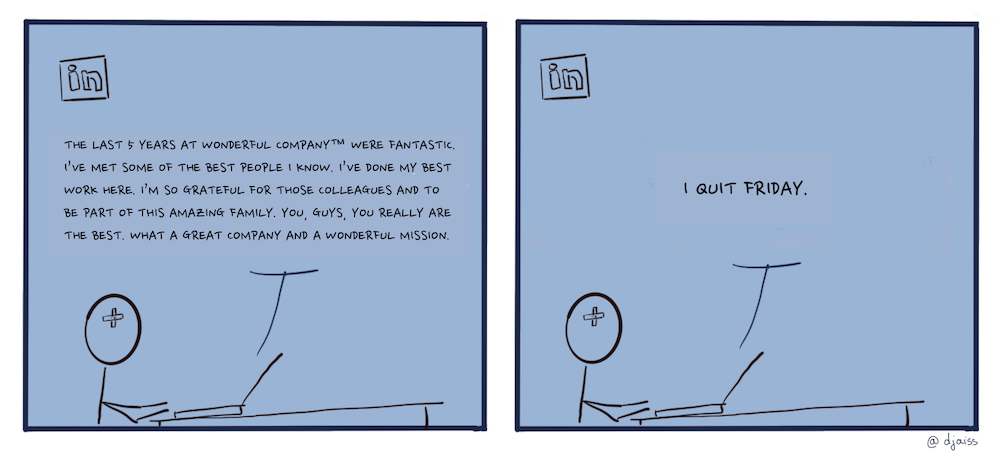 in
THE LAST 5 YEARS AT WONDERFUL COMPANY™ WERE FANTASTIC.
I'VE MET SOME OF THE BEST PEOPLE I KNOW. I'VE DONE MY BEST
WORK HERE. I'M SO GRATEFUL FOR THOSE COLLEAGUES AND TO
BE PART OF THIS AMAZING FAMILY. YOU, GUYS, YOU REALLY ARE
THE BEST. WHAT A GREAT COMPANY AND A WONDERFUL MISSION.
in
I QUIT FRIDAY.
@ djaiss